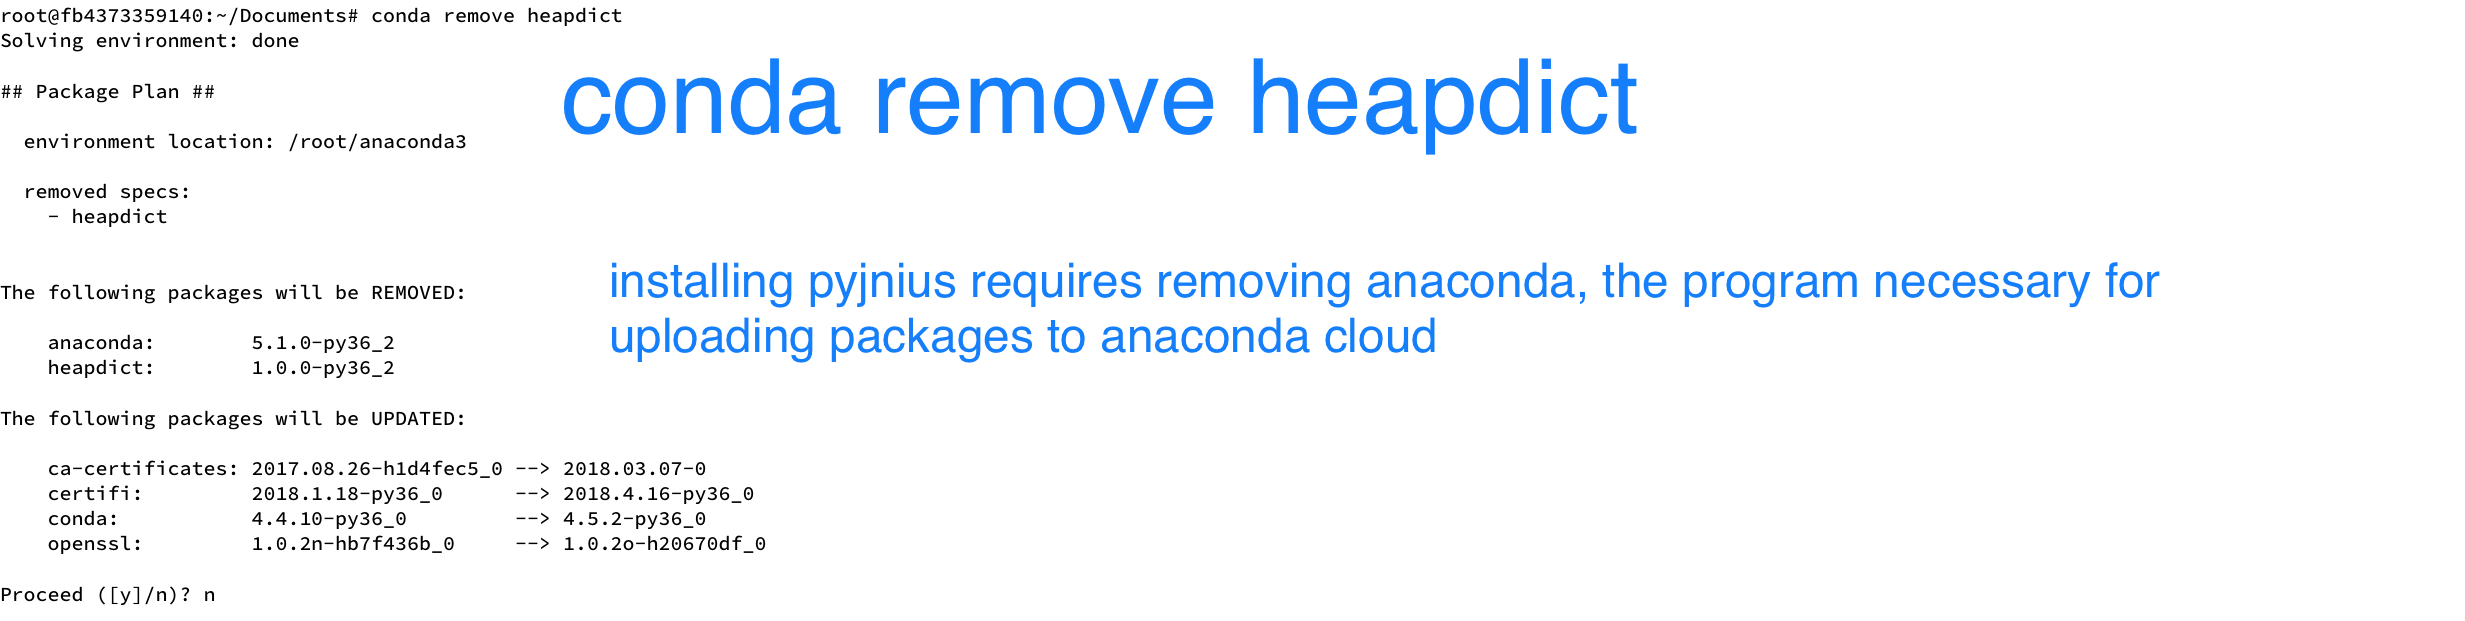 root@fb4373359140:~/Documents# conda remove heapdict
Solving environment: done
conda remove heapdict
## Package Plan ##
environment location: /root/anaconda3
removed specs:
- heapdict
installing pyjnius requires removing anaconda, the program necessary for
uploading packages to anaconda cloud
The following packages will be REMOVED:
anaconda: 5.1.0-py36_2
heapdict: 1.0.0-py36_2
The following packages will be UPDATED:
ca-certificates: 2017.08.26-h1d4fec5_0 --> 2018.03.07-0
certifi: 2018.1.18-py36_0 --> 2018.4.16-py36_0
conda: 4.4.10-py36_0 --> 4.5.2-py36_0
openssl: 1.0.2n-hb7f436b_0 --> 1.0.2o-h20670df_0
Proceed ([y]/n)? n